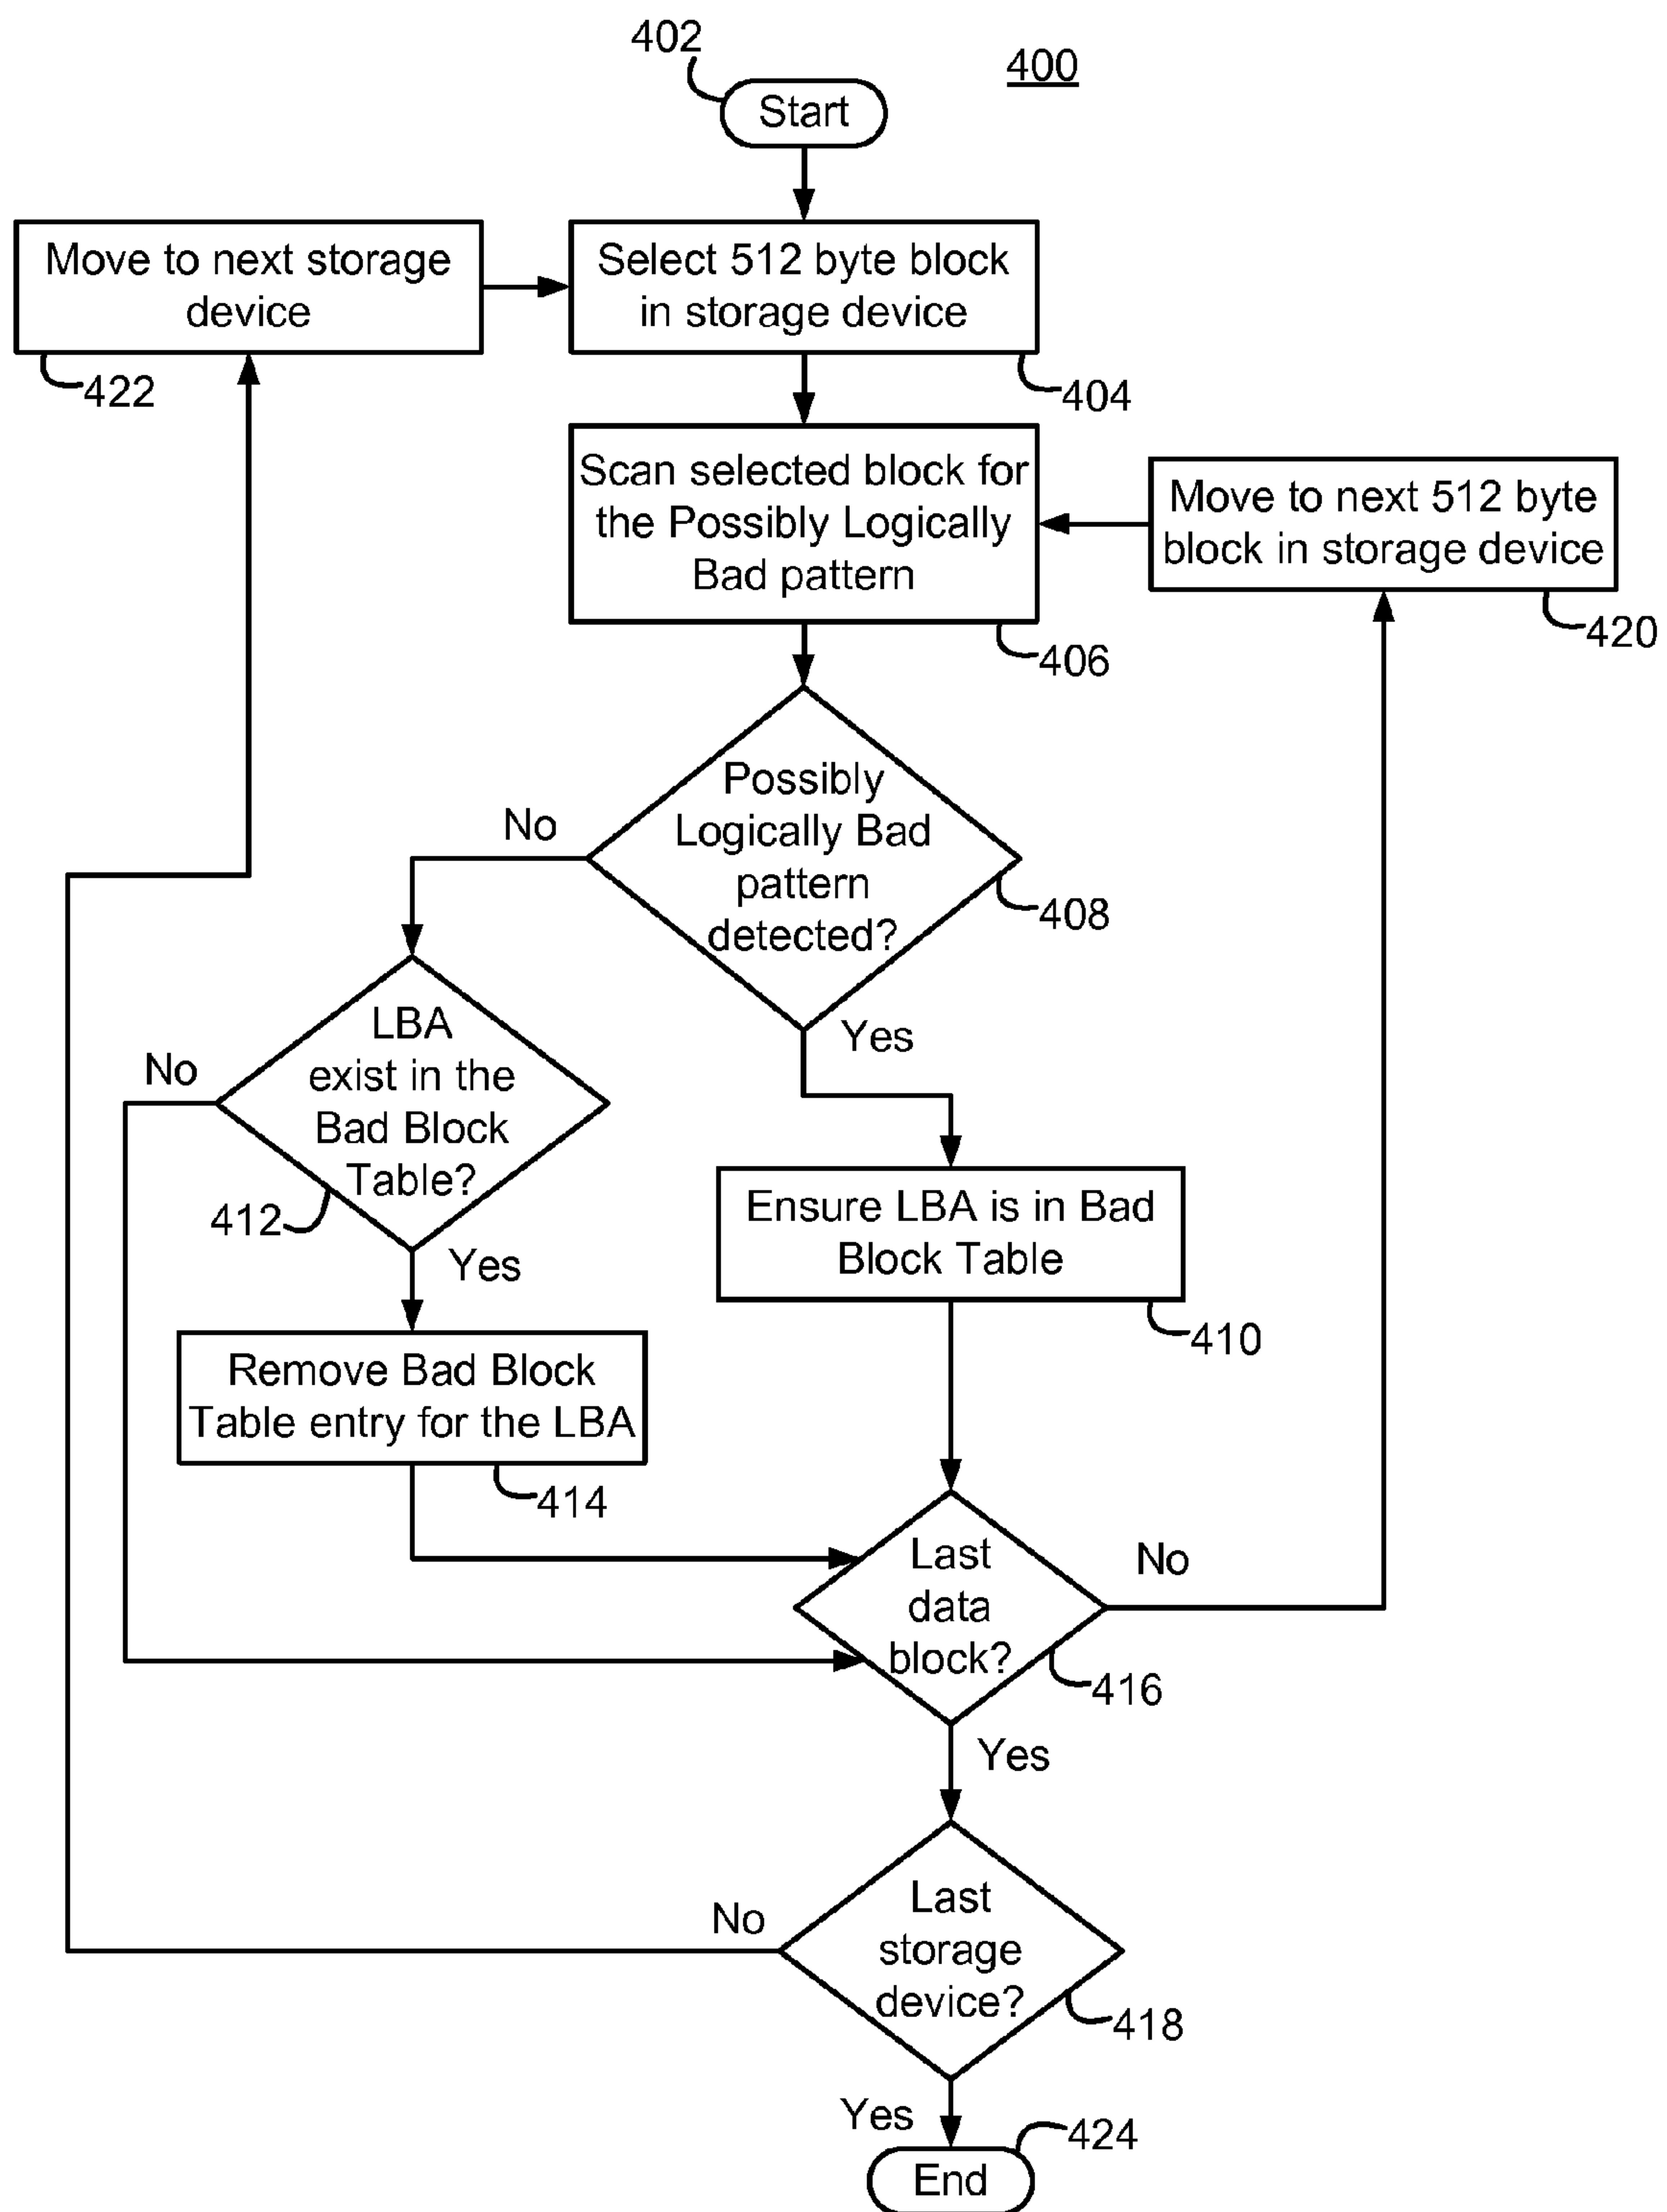 402
400
Start
Move to next storage
device
422
Select 512 byte block
in storage device
404
Scan selected block for
the Possibly Logically
Bad pattern
406
Move to next 512 byte
block in storage device
420
Possibly
Logically Bad
pattern
detected?
408
No
Yes
LBA
exist in the
Bad Block
Table?
412
No
Yes
Ensure LBA is in Bad
Block Table
410
Remove Bad Block
Table entry for the LBA
414
Last
data
block?
416
No
Yes
Last
storage
device?
418
No
Yes
424
End